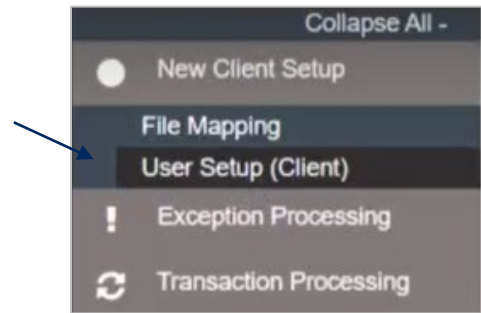 Collapse All -
New Client Setup
File Mapping
User Setup (Client)
Exception Processing
Transaction Processing